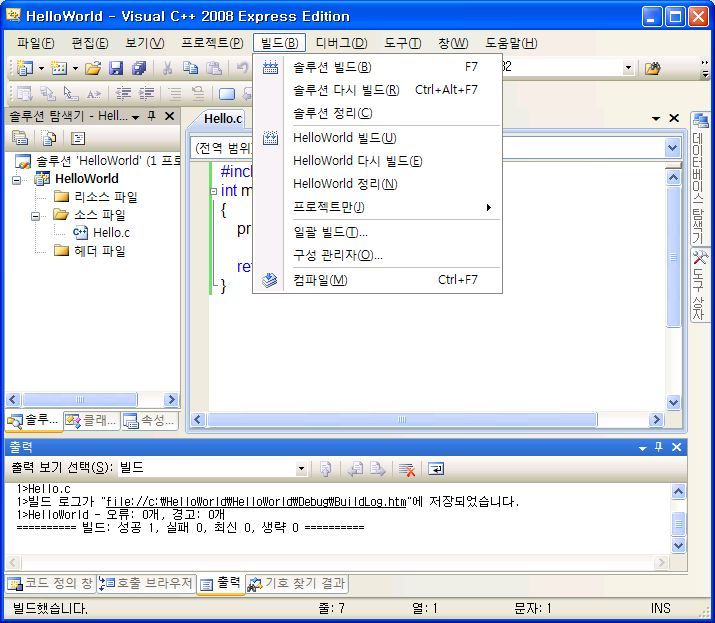 HelloWorld - Visual C++ 2008 Express Edition
파일(F) 편집(E) 보기(V) 프로젝트(P) 빌드(B) 디버그(D) 도구(T) 창(W) 도움말(H)
솔루션 빌드(B) F7
솔루션 다시 빌드(R) Ctrl+Alt+F7
솔루션 정리(C)
HelloWorld 빌드(U)
HelloWorld 다시 빌드(E)
HelloWorld 정리(N)
프로젝트만(J)
일괄 빌드(T)...
구성 관리자(O)...
컴파일(M) Ctrl+F7
솔루션 탐색기 - Hell...
솔루션 'HelloWorld' (1 프로
HelloWorld
리소스 파일
소스 파일
Hello.c
헤더 파일
솔루... 클래... 속성...
Hello.c
(전역 범위
#incl
int m
{
pr
ret
}
데이터베이스 탐색기
도구 상자
출력
출력 보기 선택(S): 빌드
1>Hello.c
1>빌드 로그가 "file://c:₩HelloWorld₩HelloWorld₩Debug₩BuildLog.htm"에 저장되었습니다.
1>HelloWorld - 오류: 0개, 경고: 0개
========== 빌드: 성공 1, 실패 0, 최신 0, 생략 0 ==========
코드 정의 창 호출 브라우저 출력 기호 찾기 결과
빌드했습니다. 줄: 7 열: 1 문자: 1 INS